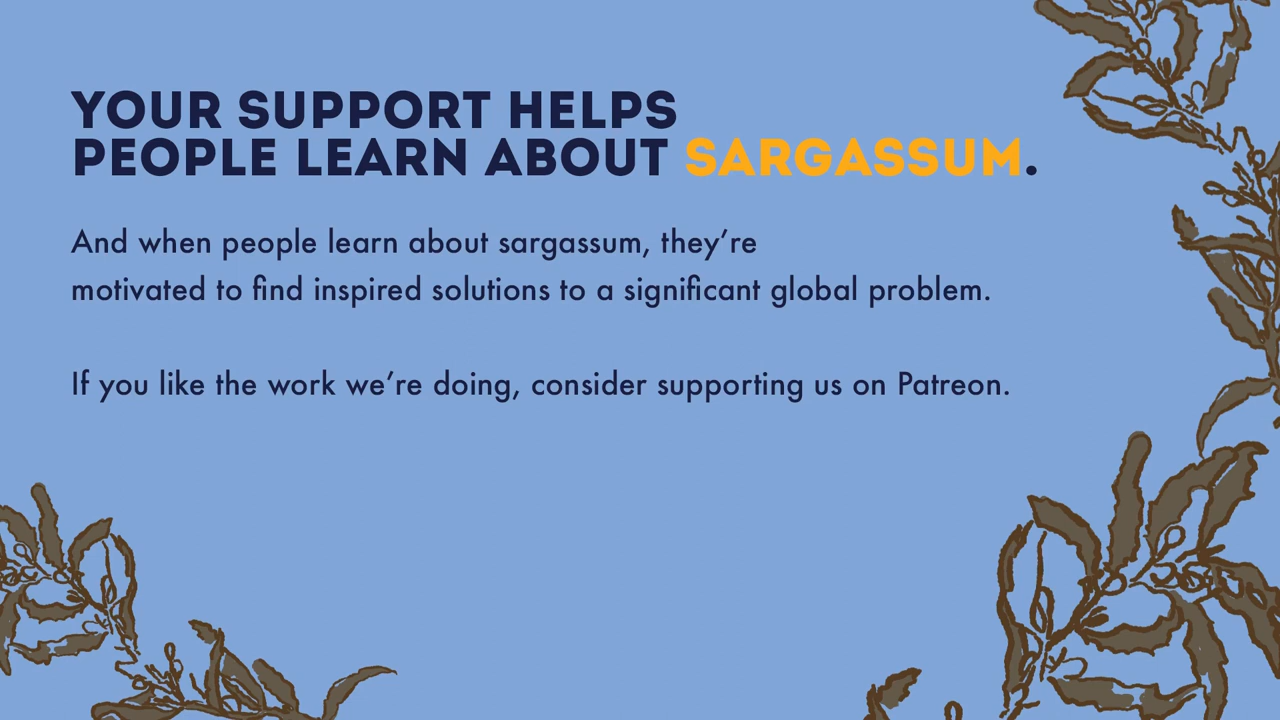 YOUR SUPPORT HELPS
PEOPLE LEARN ABOUT SARGASSUM.
And when people learn about sargassum, they’re
motivated to find inspired solutions to a significant global problem.
If you like the work we’re doing, consider supporting us on Patreon.